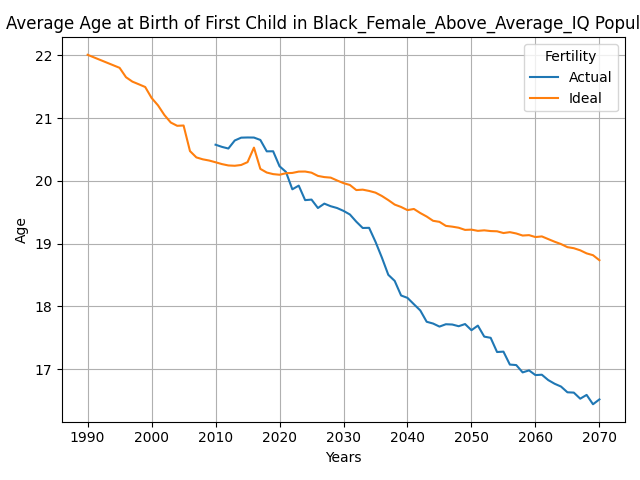 Average Age at Birth of First Child in Black_Female_Above_Average_IQ Popul
Fertility
Actual
Ideal
22
21
20
19
18
17
Age
1990 2000 2010 2020 2030 2040 2050 2060 2070
Years